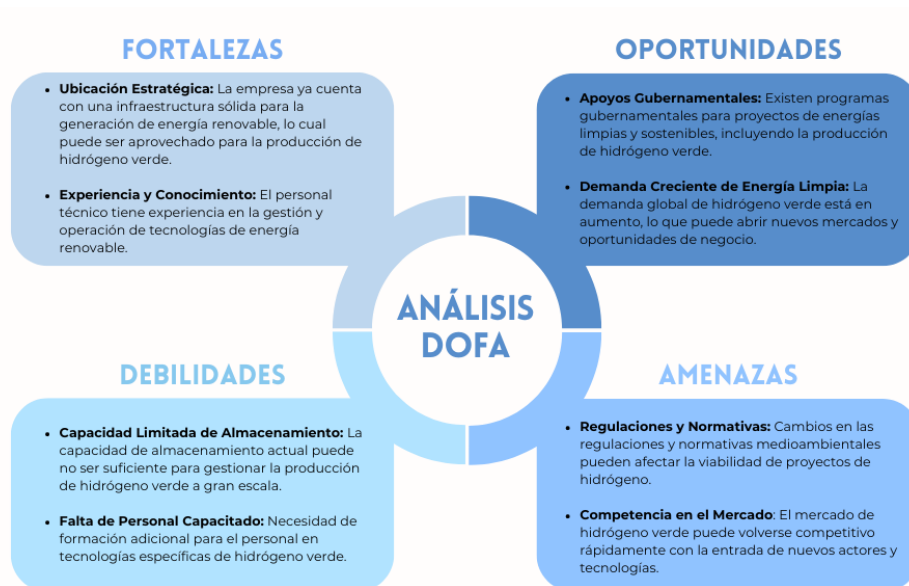 FORTALEZAS
• Ubicación Estratégica: La empresa ya cuenta
con una infraestructura sólida para la
generación de energía renovable, lo cual
puede ser aprovechado para la producción de
hidrógeno verde.
• Experiencia y Conocimiento: El personal
técnico tiene experiencia en la gestión y
operación de tecnologías de energía
renovable.
OPORTUNIDADES
• Apoyos Gubernamentales: Existen programas
gubernamentales para proyectos de energías
limpias y sostenibles, incluyendo la producción
de hidrógeno verde.
• Demanda Creciente de Energía Limpia: La
demanda global de hidrógeno verde está en
aumento, lo que puede abrir nuevos mercados y
oportunidades de negocio.
ANÁLISIS
DOFA
DEBILIDADES
• Capacidad Limitada de Almacenamiento: La
capacidad de almacenamiento actual puede
no ser suficiente para gestionar la producción
de hidrógeno verde a gran escala.
• Falta de Personal Capacitado: Necesidad de
formación adicional para el personal en
tecnologías específicas de hidrógeno verde.
AMENAZAS
• Regulaciones y Normativas: Cambios en las
regulaciones y normativas medioambientales
pueden afectar la viabilidad de proyectos de
hidrógeno.
• Competencia en el Mercado: El mercado de
hidrógeno verde puede volverse competitivo
rápidamente con la entrada de nuevos actores y
tecnologías.